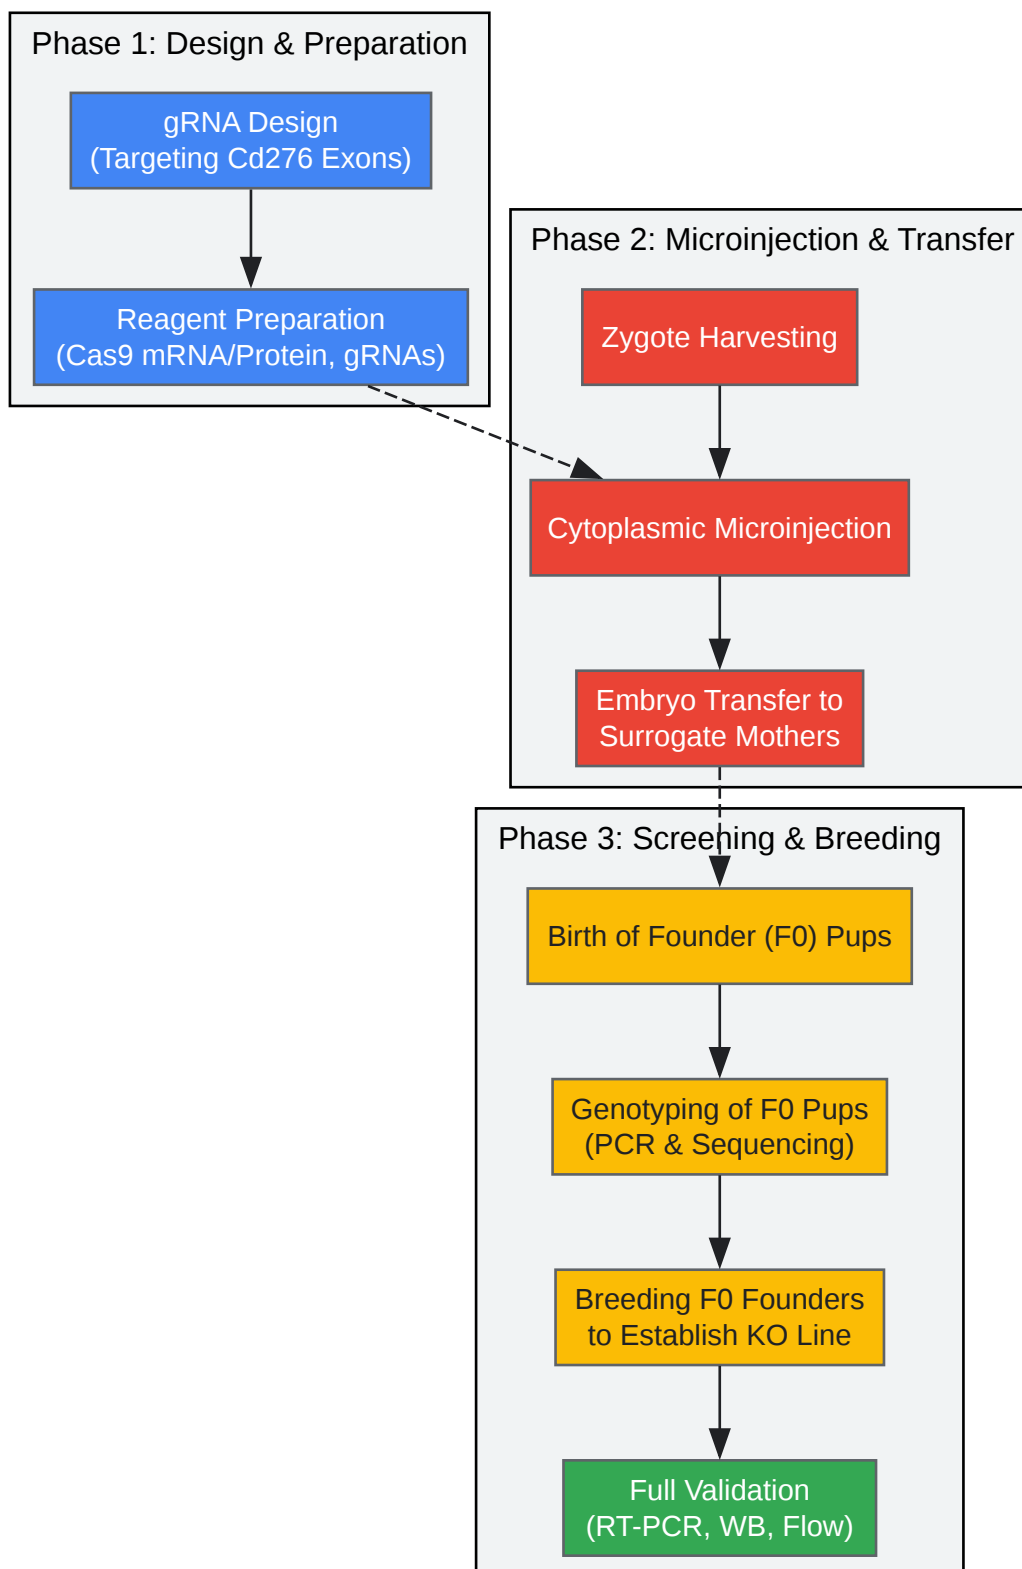 Phase 1: Design & Preparation
gRNA Design
(Targeting Cd276 Exons)
Reagent Preparation
(Cas9 mRNA/Protein, gRNAs)
Phase 2: Microinjection & Transfer
Zygote Harvesting
Cytoplasmic Microinjection
Embryo Transfer to
Surrogate Mothers
Phase 3: Screening & Breeding
Birth of Founder (F0) Pups
Genotyping of F0 Pups
(PCR & Sequencing)
Breeding F0 Founders
to Establish KO Line
Full Validation
(RT-PCR, WB, Flow)